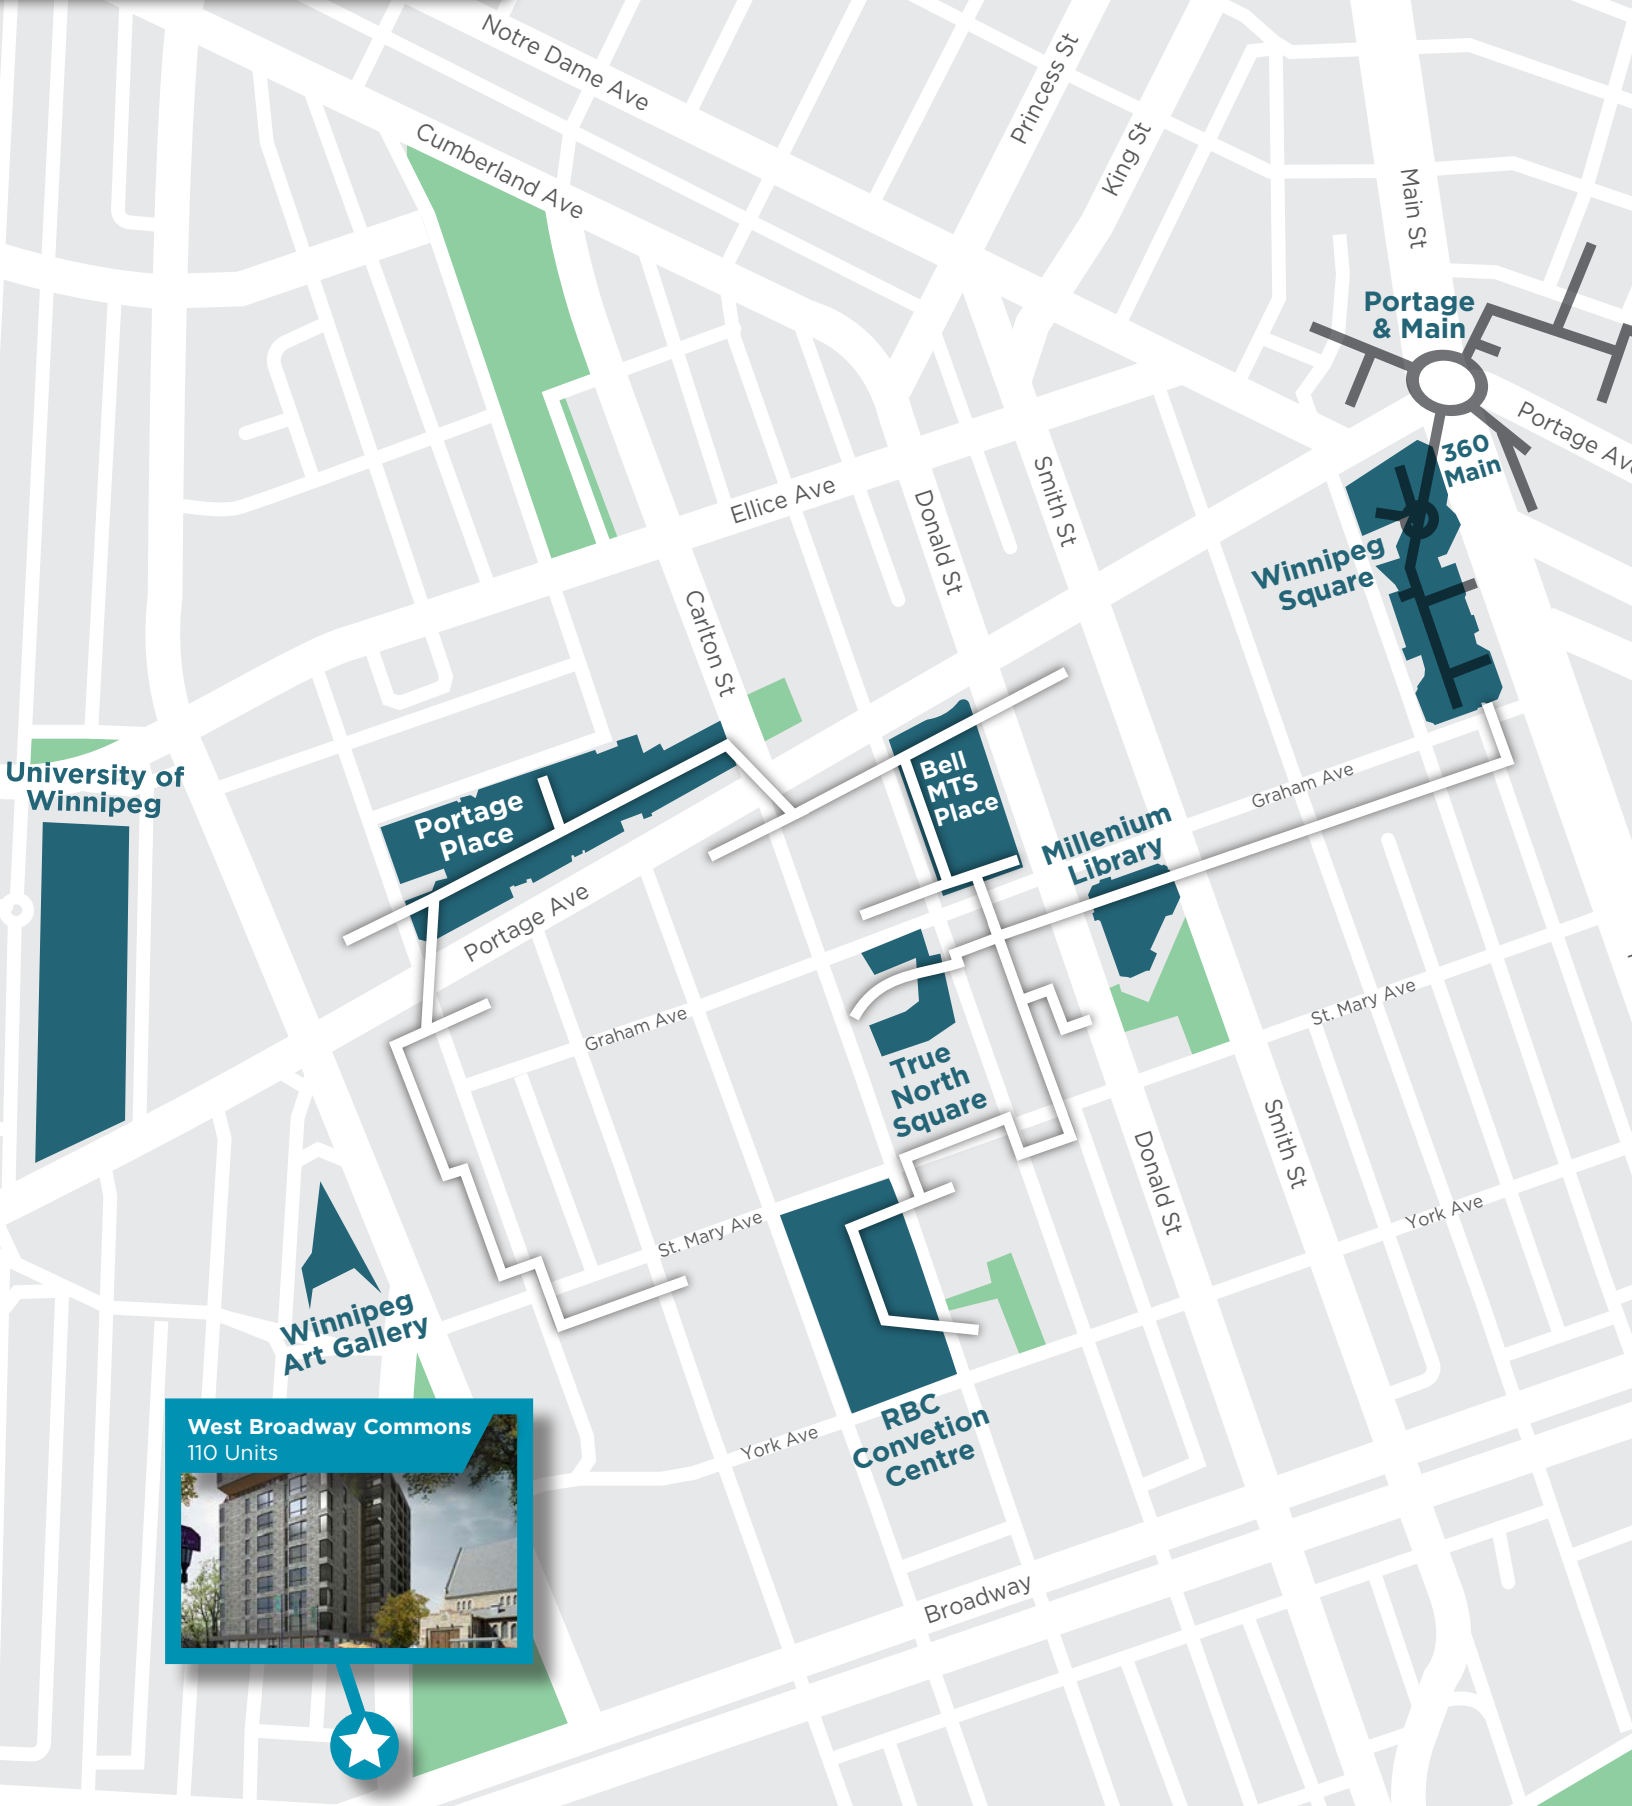 Notre Dame Ave
Princess St
King St
Cumberland Ave
Main St
Portage
& Main
Portage Av
360
Main
Ellice Ave
Donald St
Smith St
Winnipeg
Square
Carlton St
University of
Winnipeg
Bell
MTS
Place
Graham Ave
Portage
Place
Millenium
Library
Portage Ave
Graham Ave
St. Mary Ave
True
North
Square
Donald St
Smith St
St. Mary Ave
York Ave
Winnipeg
Art Gallery
RBC
Convetion
Centre
York Ave
West Broadway Commons
110 Units
Broadway